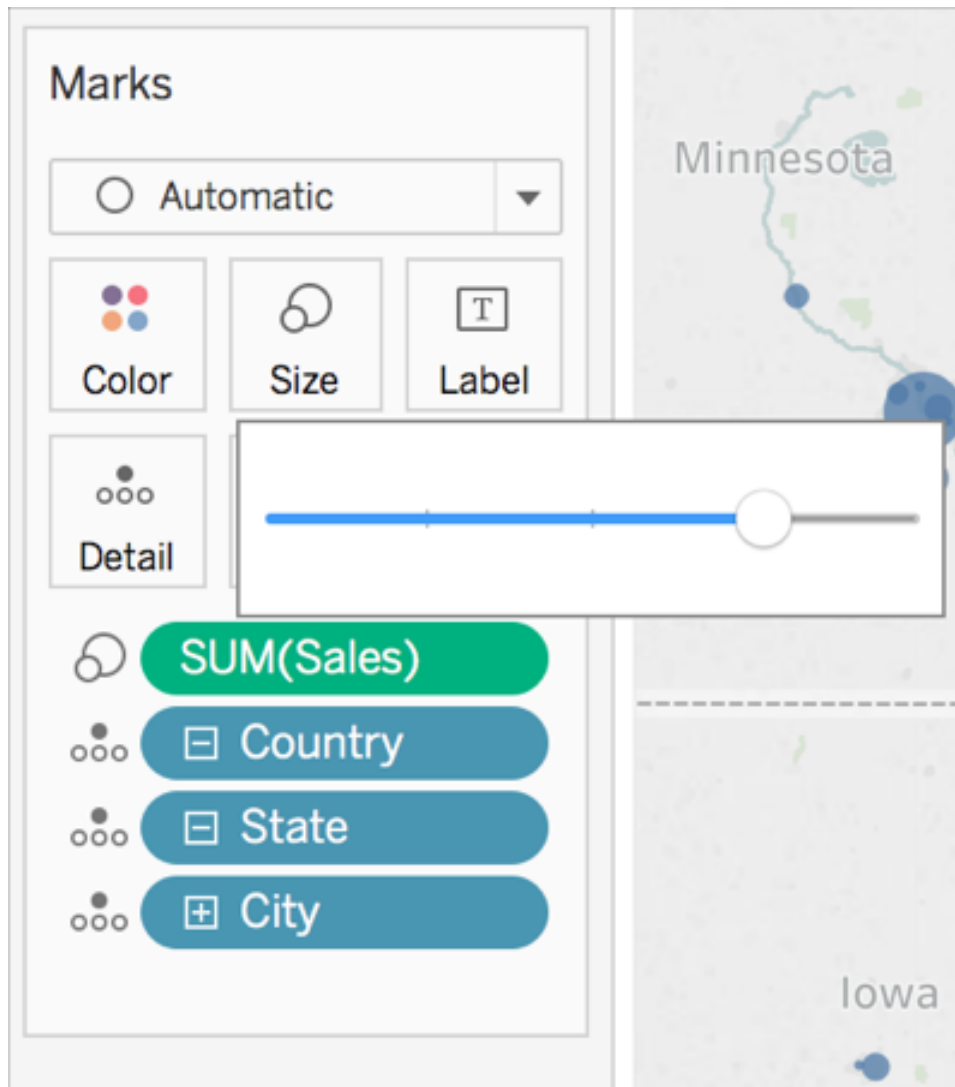 Marks
Automatic
Color
Size
Label
T
Detail
SUM(Sales)
Country
State
City
Minnesota
Iowa